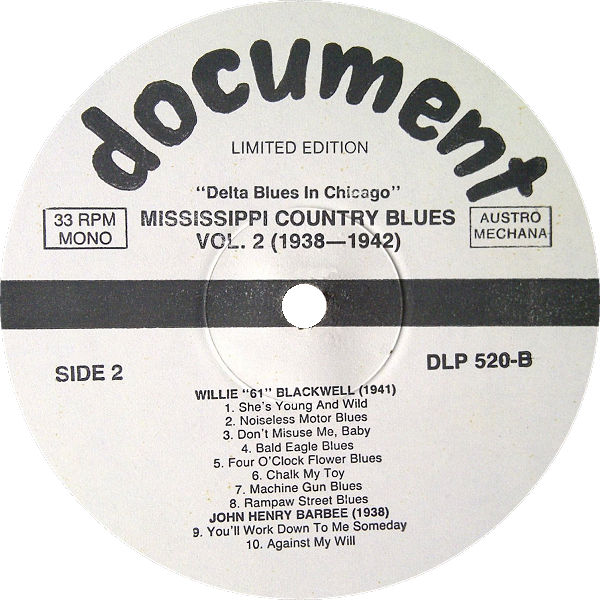 document
LIMITED EDITION
"Delta Blues In Chicago"
33 RPM
MONO
MISSISSIPPI COUNTRY BLUES
VOL. 2 (1938—1942)
AUSTRO
MECHANA
SIDE 2
DLP 520-B
WILLIE "61" BLACKWELL (1941)
1. She's Young And Wild
2. Noiseless Motor Blues
3. Don't Misuse Me, Baby
4. Bald Eagle Blues
5. Four O'Clock Flower Blues
6. Chalk My Toy
7. Machine Gun Blues
8. Rampaw Street Blues
JOHN HENRY BARBEE (1938)
9. You'll Work Down To Me Someday
10. Against My Will